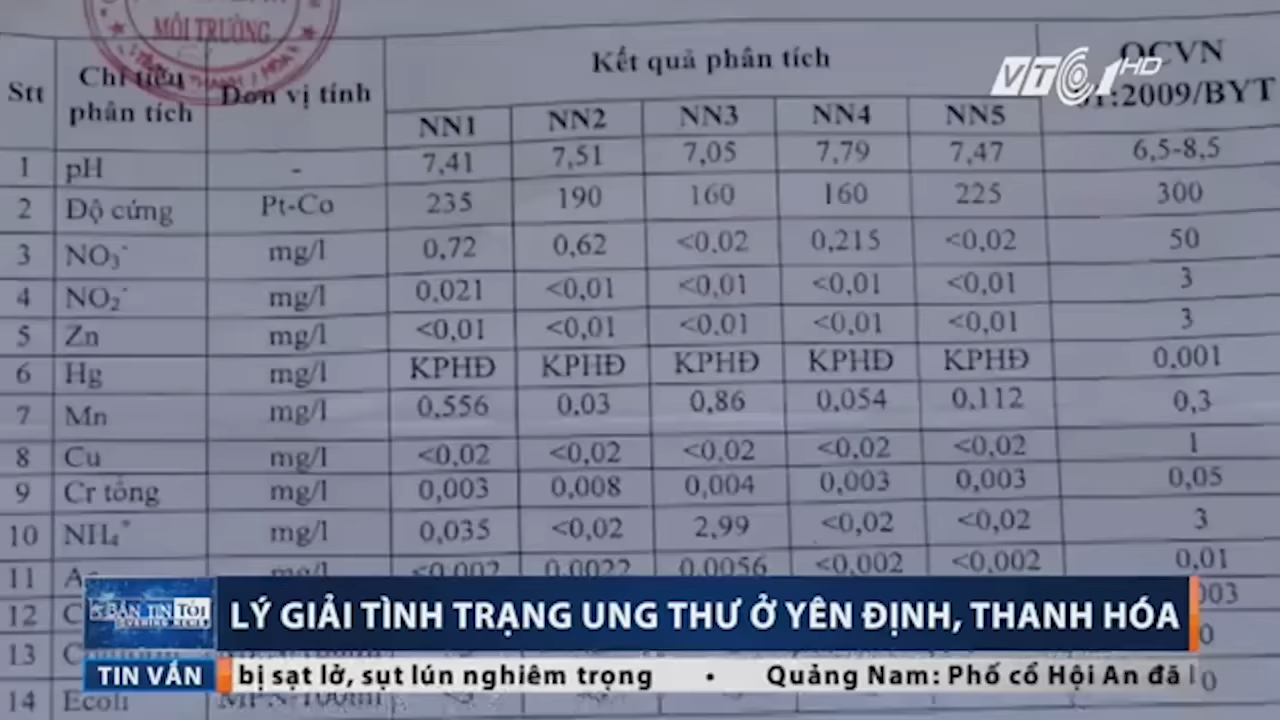 MÔI TRƯỜNG
VTC1 HD
Stt Chỉ tiêu phân tích Đơn vị tính Kết quả phân tích QCVN 01:2009/BYT
NN1 NN2 NN3 NN4 NN5
1 pH - 7,41 7,51 7,05 7,79 7,47 6,5-8,5
2 Độ cứng Pt-Co 235 190 160 160 225 300
3 NO₃⁻ mg/l 0,72 0,62 <0,02 0,215 <0,02 50
4 NO₂⁻ mg/l 0,021 <0,01 <0,01 <0,01 <0,01 3
5 Zn mg/l <0,01 <0,01 <0,01 <0,01 <0,01 3
6 Hg mg/l KPHĐ KPHĐ KPHĐ KPHĐ KPHĐ 0,001
7 Mn mg/l 0,556 0,03 0,86 0,054 0,112 0,3
8 Cu mg/l <0,02 <0,02 <0,02 <0,02 <0,02 1
9 Cr tổng mg/l 0,003 0,008 0,004 0,003 0,003 0,05
10 NH₄⁺ mg/l 0,035 <0,02 2,99 <0,02 <0,02 3
11 mg/l <0,002 0,0022 0,0056 <0,002 <0,002 0,01
12
13
14 Ecoli
BẢN TIN TỐI
EVENING NEWS
LÝ GIẢI TÌNH TRẠNG UNG THƯ Ở YÊN ĐỊNH, THANH HÓA
TIN VẮN bị sạt lở, sụt lún nghiêm trọng • Quảng Nam: Phố cổ Hội An đã